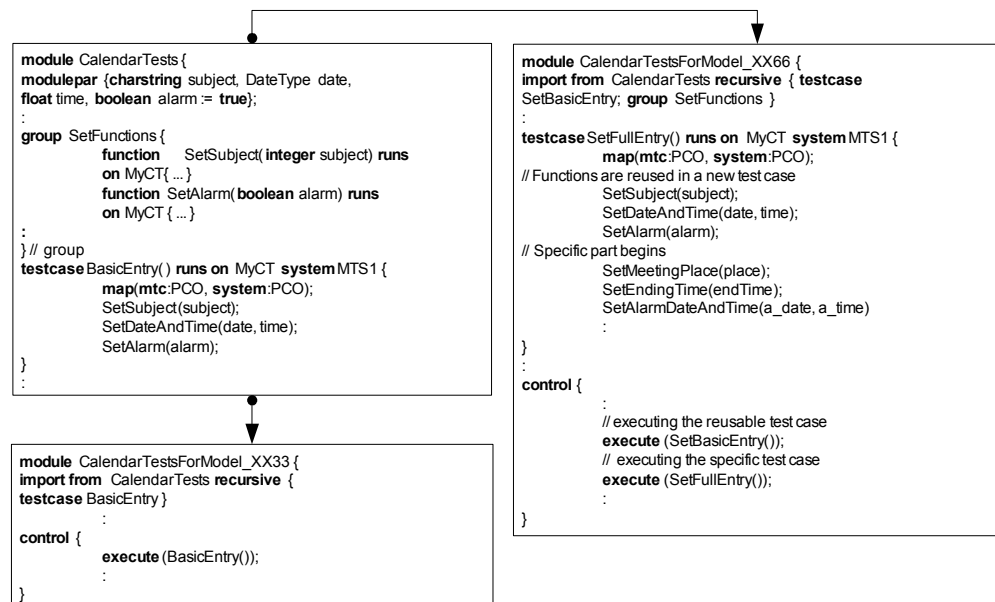 module CalendarTests {
modulepar {charstring subject, DateType date,
float time, boolean alarm := true};
:
group SetFunctions {
function SetSubject(integer subject) runs
on MyCT{ ... }
function SetAlarm(boolean alarm) runs
on MyCT { ... }
:
} // group
testcase BasicEntry() runs on MyCT system MTS1 {
map(mtc:PCO, system:PCO);
SetSubject(subject);
SetDateAndTime(date, time);
SetAlarm(alarm);
}
:
module CalendarTestsForModel_XX33 {
import from CalendarTests recursive {
testcase BasicEntry }
:
control {
execute (BasicEntry());
:
}
module CalendarTestsForModel_XX66 {
import from CalendarTests recursive { testcase
SetBasicEntry; group SetFunctions }
:
testcase SetFullEntry() runs on MyCT system MTS1 {
map(mtc:PCO, system:PCO);
// Functions are reused in a new test case
SetSubject(subject);
SetDateAndTime(date, time);
SetAlarm(alarm);
// Specific part begins
SetMeetingPlace(place);
SetEndingTime(endTime);
SetAlarmDateAndTime(a_date, a_time)
:
}
:
control {
:
// executing the reusable test case
execute (SetBasicEntry());
// executing the specific test case
execute (SetFullEntry());
:
}